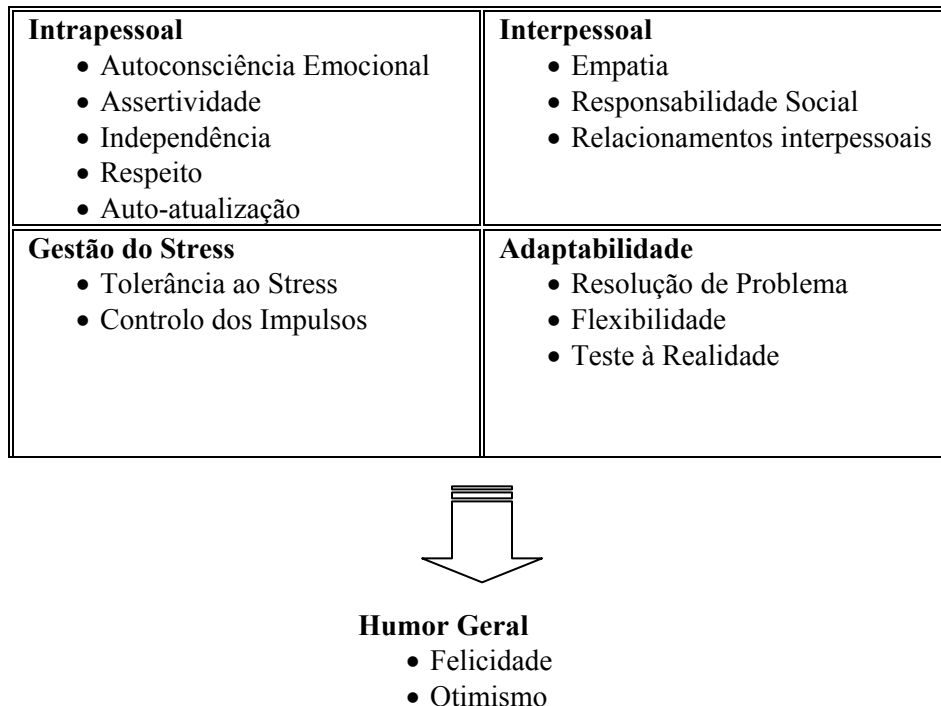 Intrapessoal
• Autoconsciência Emocional
• Assertividade
• Independência
• Respeito
• Auto-atualização
Interpessoal
• Empatia
• Responsabilidade Social
• Relacionamentos interpessoais
Gestão do Stress
• Tolerância ao Stress
• Controlo dos Impulsos
Adaptabilidade
• Resolução de Problema
• Flexibilidade
• Teste à Realidade
Humor Geral
• Felicidade
• Otimismo